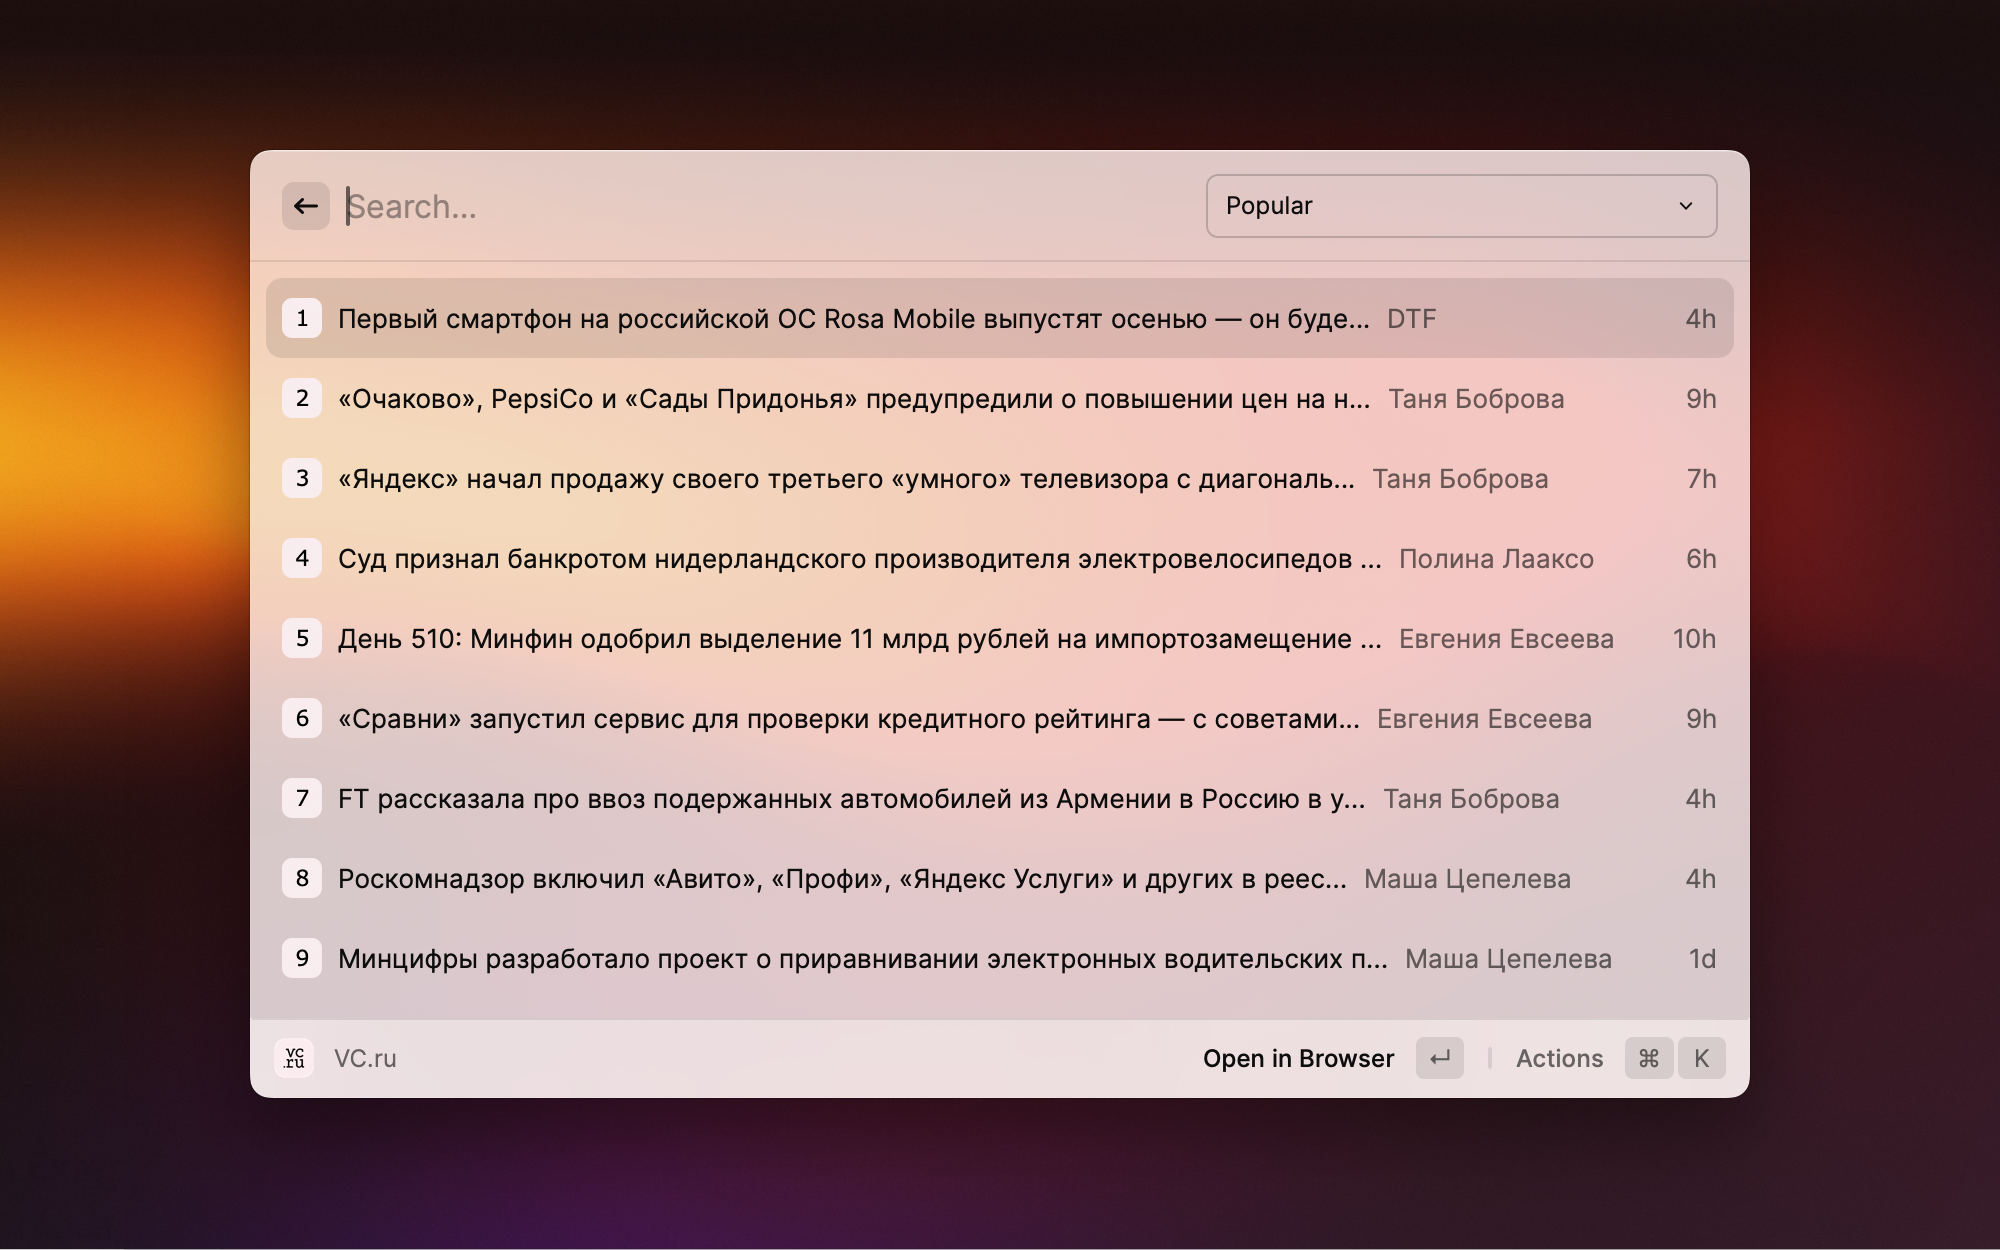 Search...
Popular
1 Первый смартфон на российской ОС Rosa Mobile выпустят осенью — он буде... DTF 4h
2 «Очаково», PepsiCo и «Сады Придонья» предупредили о повышении цен на н... Таня Боброва 9h
3 «Яндекс» начал продажу своего третьего «умного» телевизора с диагональ... Таня Боброва 7h
4 Суд признал банкротом нидерландского производителя электровелосипедов ... Полина Лааксо 6h
5 День 510: Минфин одобрил выделение 11 млрд рублей на импортозамещение ... Евгения Евсеева 10h
6 «Сравни» запустил сервис для проверки кредитного рейтинга — с советами... Евгения Евсеева 9h
7 FT рассказала про ввоз подержанных автомобилей из Армении в Россию в у... Таня Боброва 4h
8 Роскомнадзор включил «Авито», «Профи», «Яндекс Услуги» и других в реес... Маша Цепелева 4h
9 Минцифры разработало проект о приравнивании электронных водительских п... Маша Цепелева 1d
vc
.ru
VC.ru
Open in Browser ↵ Actions ⌘ K